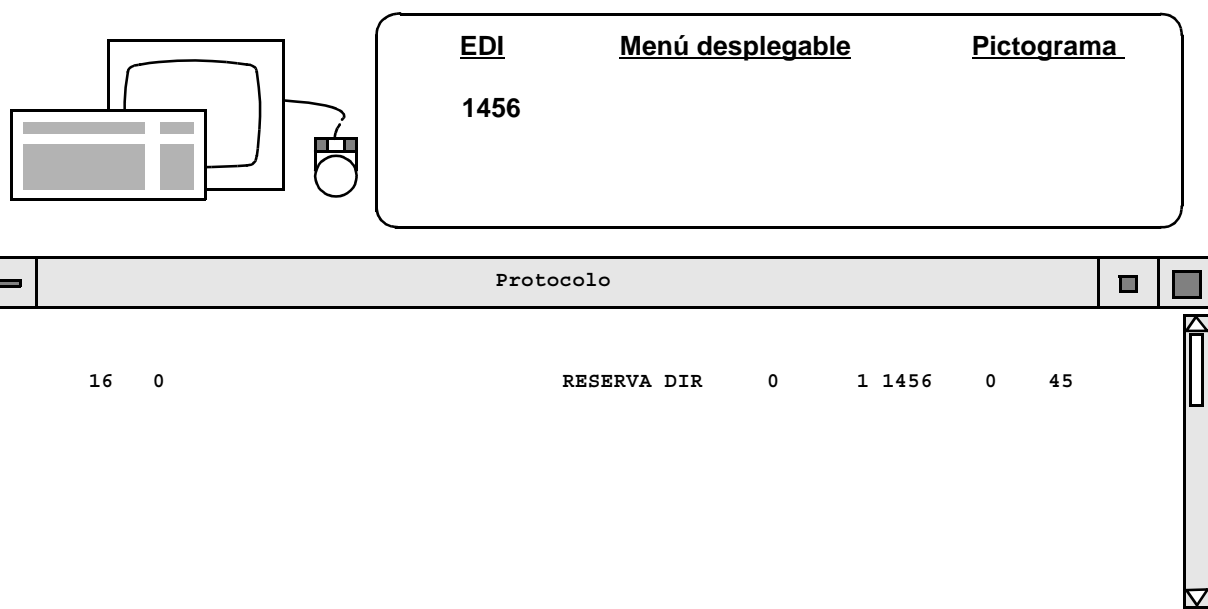 EDI Menú desplegable Pictograma
1456
Protocolo
16 0 RESERVA DIR 0 1 1456 0 45